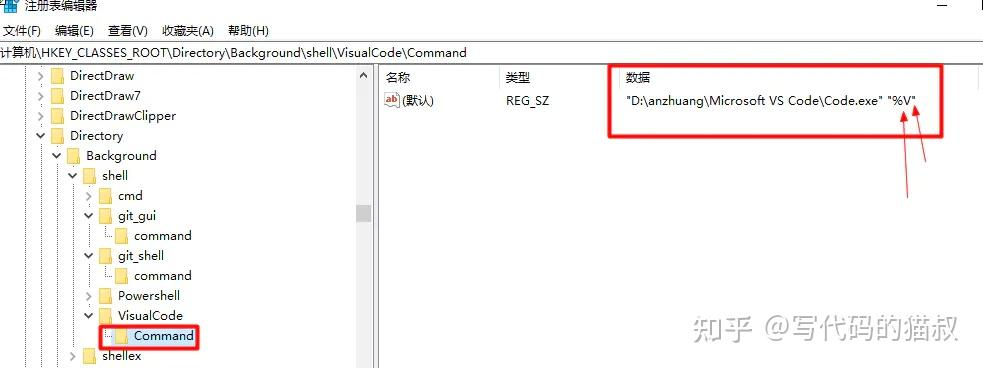 注册表编辑器
文件(F) 编辑(E) 查看(V) 收藏夹(A) 帮助(H)
计算机\HKEY_CLASSES_ROOT\Directory\Background\shell\VisualCode\Command
DirectDraw
DirectDraw7
DirectDrawClipper
Directory
Background
shell
cmd
git_gui
command
git_shell
command
Powershell
VisualCode
Command
shellex
名称 类型 数据
ab (默认) REG_SZ "D:\anzhuang\Microsoft VS Code\Code.exe" "%V"
知乎 @写代码的猫叔